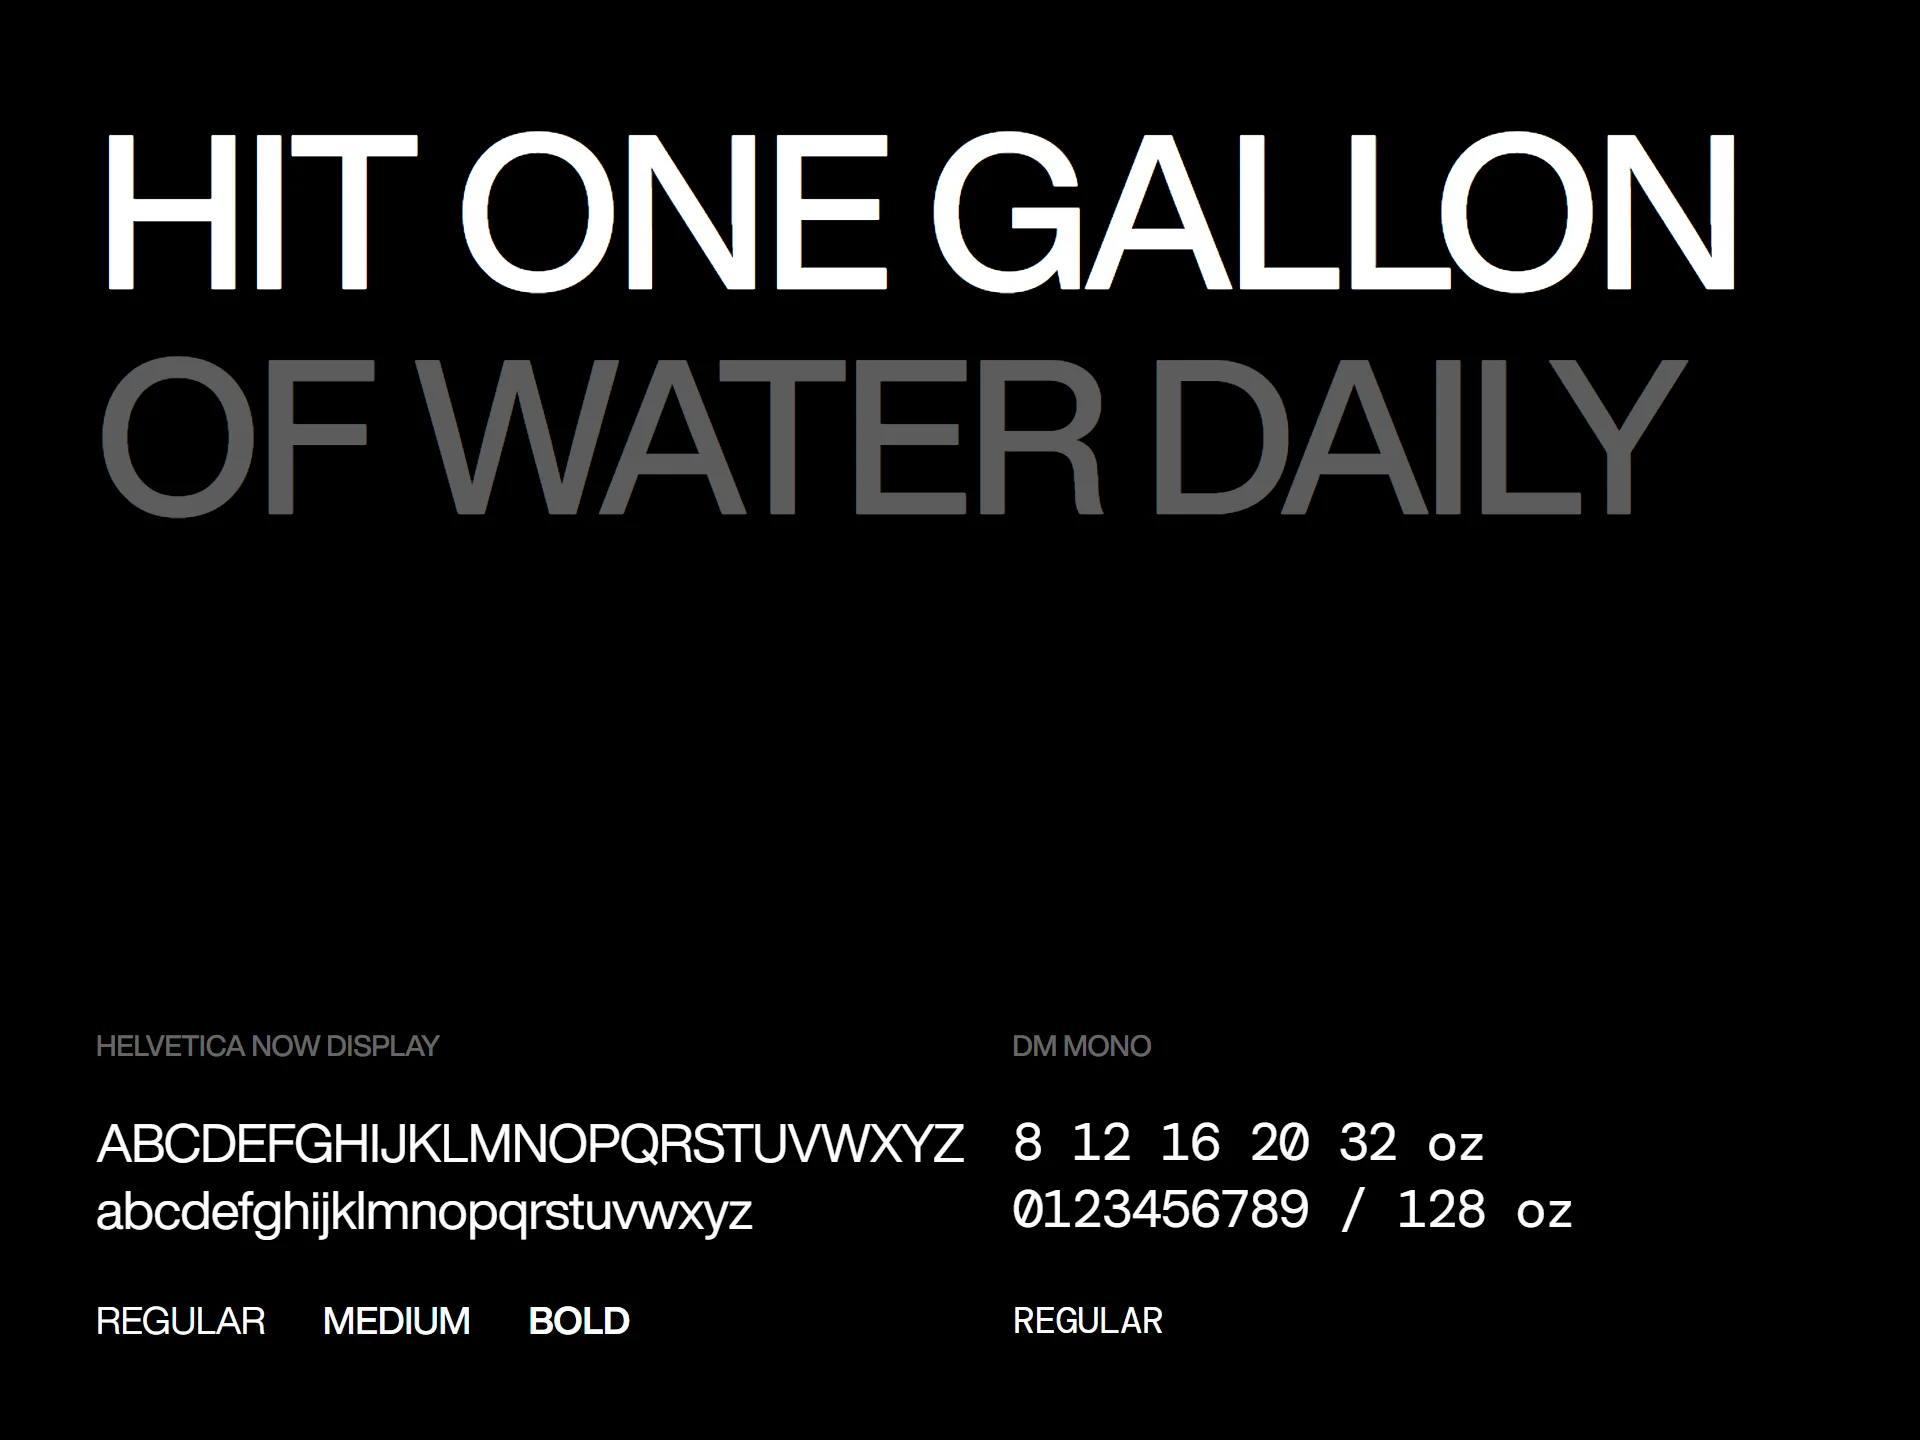 HIT ONE GALLON
OF WATER DAILY
HELVETICA NOW DISPLAY
ABCDEFGHIJKLMNOPQRSTUVWXYZ
abcdefghijklmnopqrstuvwxyz
REGULAR MEDIUM BOLD
DM MONO
8 12 16 20 32 oz
0123456789 / 128 oz
REGULAR